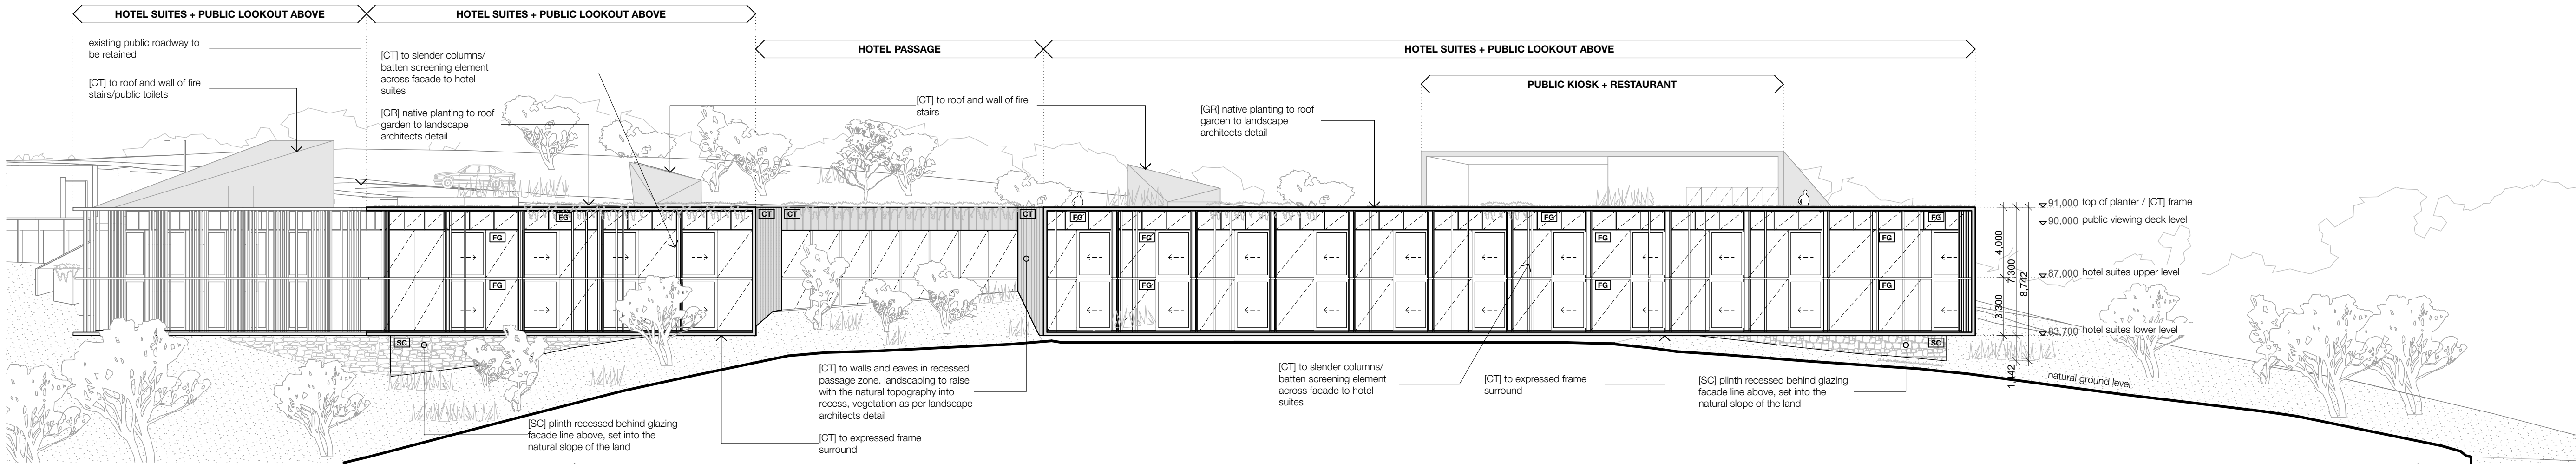 HOTEL SUITES + PUBLIC LOOKOUT ABOVE
HOTEL SUITES + PUBLIC LOOKOUT ABOVE
HOTEL PASSAGE
HOTEL SUITES + PUBLIC LOOKOUT ABOVE
PUBLIC KIOSK + RESTAURANT
existing public roadway to
be retained
[CT] to roof and wall of fire
stairs/public toilets
[CT] to slender columns/
batten screening element
across facade to hotel
suites
[GR] native planting to roof
garden to landscape
architects detail
[CT] to roof and wall of fire
stairs
[GR] native planting to roof
garden to landscape
architects detail
FG
CT
CT
CT
FG
FG
FG
FG
FG
FG
FG
FG
FG
FG
FG
FG
SC
SC
91,000 top of planter / [CT] frame
90,000 public viewing deck level
87,000 hotel suites upper level
83,700 hotel suites lower level
4,000
3,300
7,300
8,742
1,442
natural ground level
[SC] plinth recessed behind glazing
facade line above, set into the
natural slope of the land
[CT] to walls and eaves in recessed
passage zone. landscaping to raise
with the natural topography into
recess, vegetation as per landscape
architects detail
[CT] to expressed frame
surround
[CT] to slender columns/
batten screening element
across facade to hotel
suites
[CT] to expressed frame
surround
[SC] plinth recessed behind glazing
facade line above, set into the
natural slope of the land